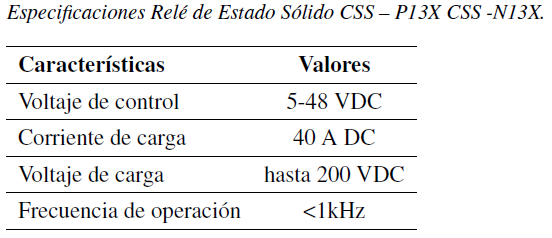 Especificaciones Relé de Estado Sólido CSS – P13X CSS -N13X.
Características Valores
Voltaje de control 5-48 VDC
Corriente de carga 40 A DC
Voltaje de carga hasta 200 VDC
Frecuencia de operación <1kHz